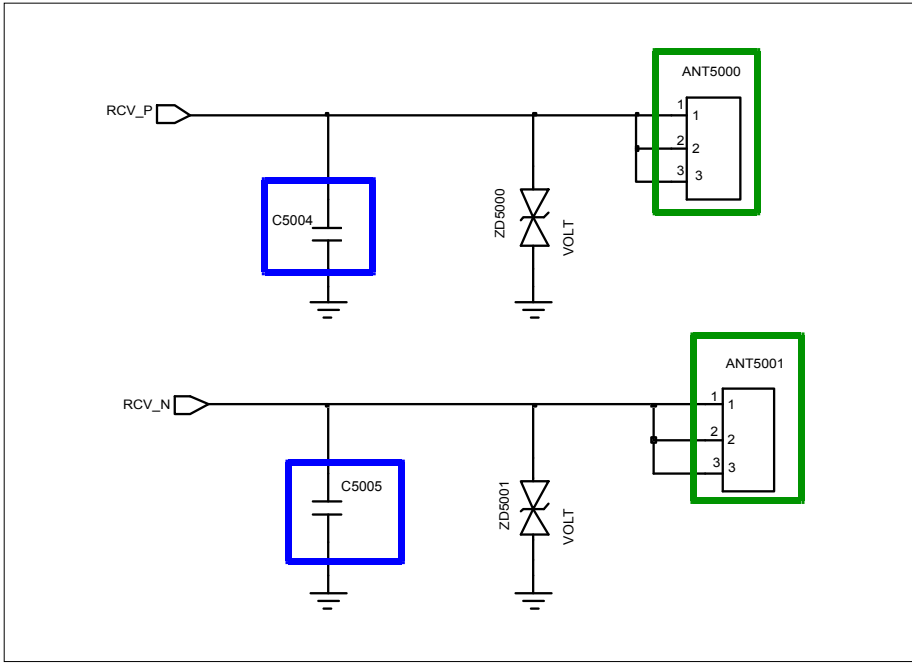 ANT5000
RCV_P
1 1
2 2
3 3
C5004
ZD5000
VOLT
ANT5001
RCV_N
1 1
2 2
3 3
C5005
ZD5001
VOLT